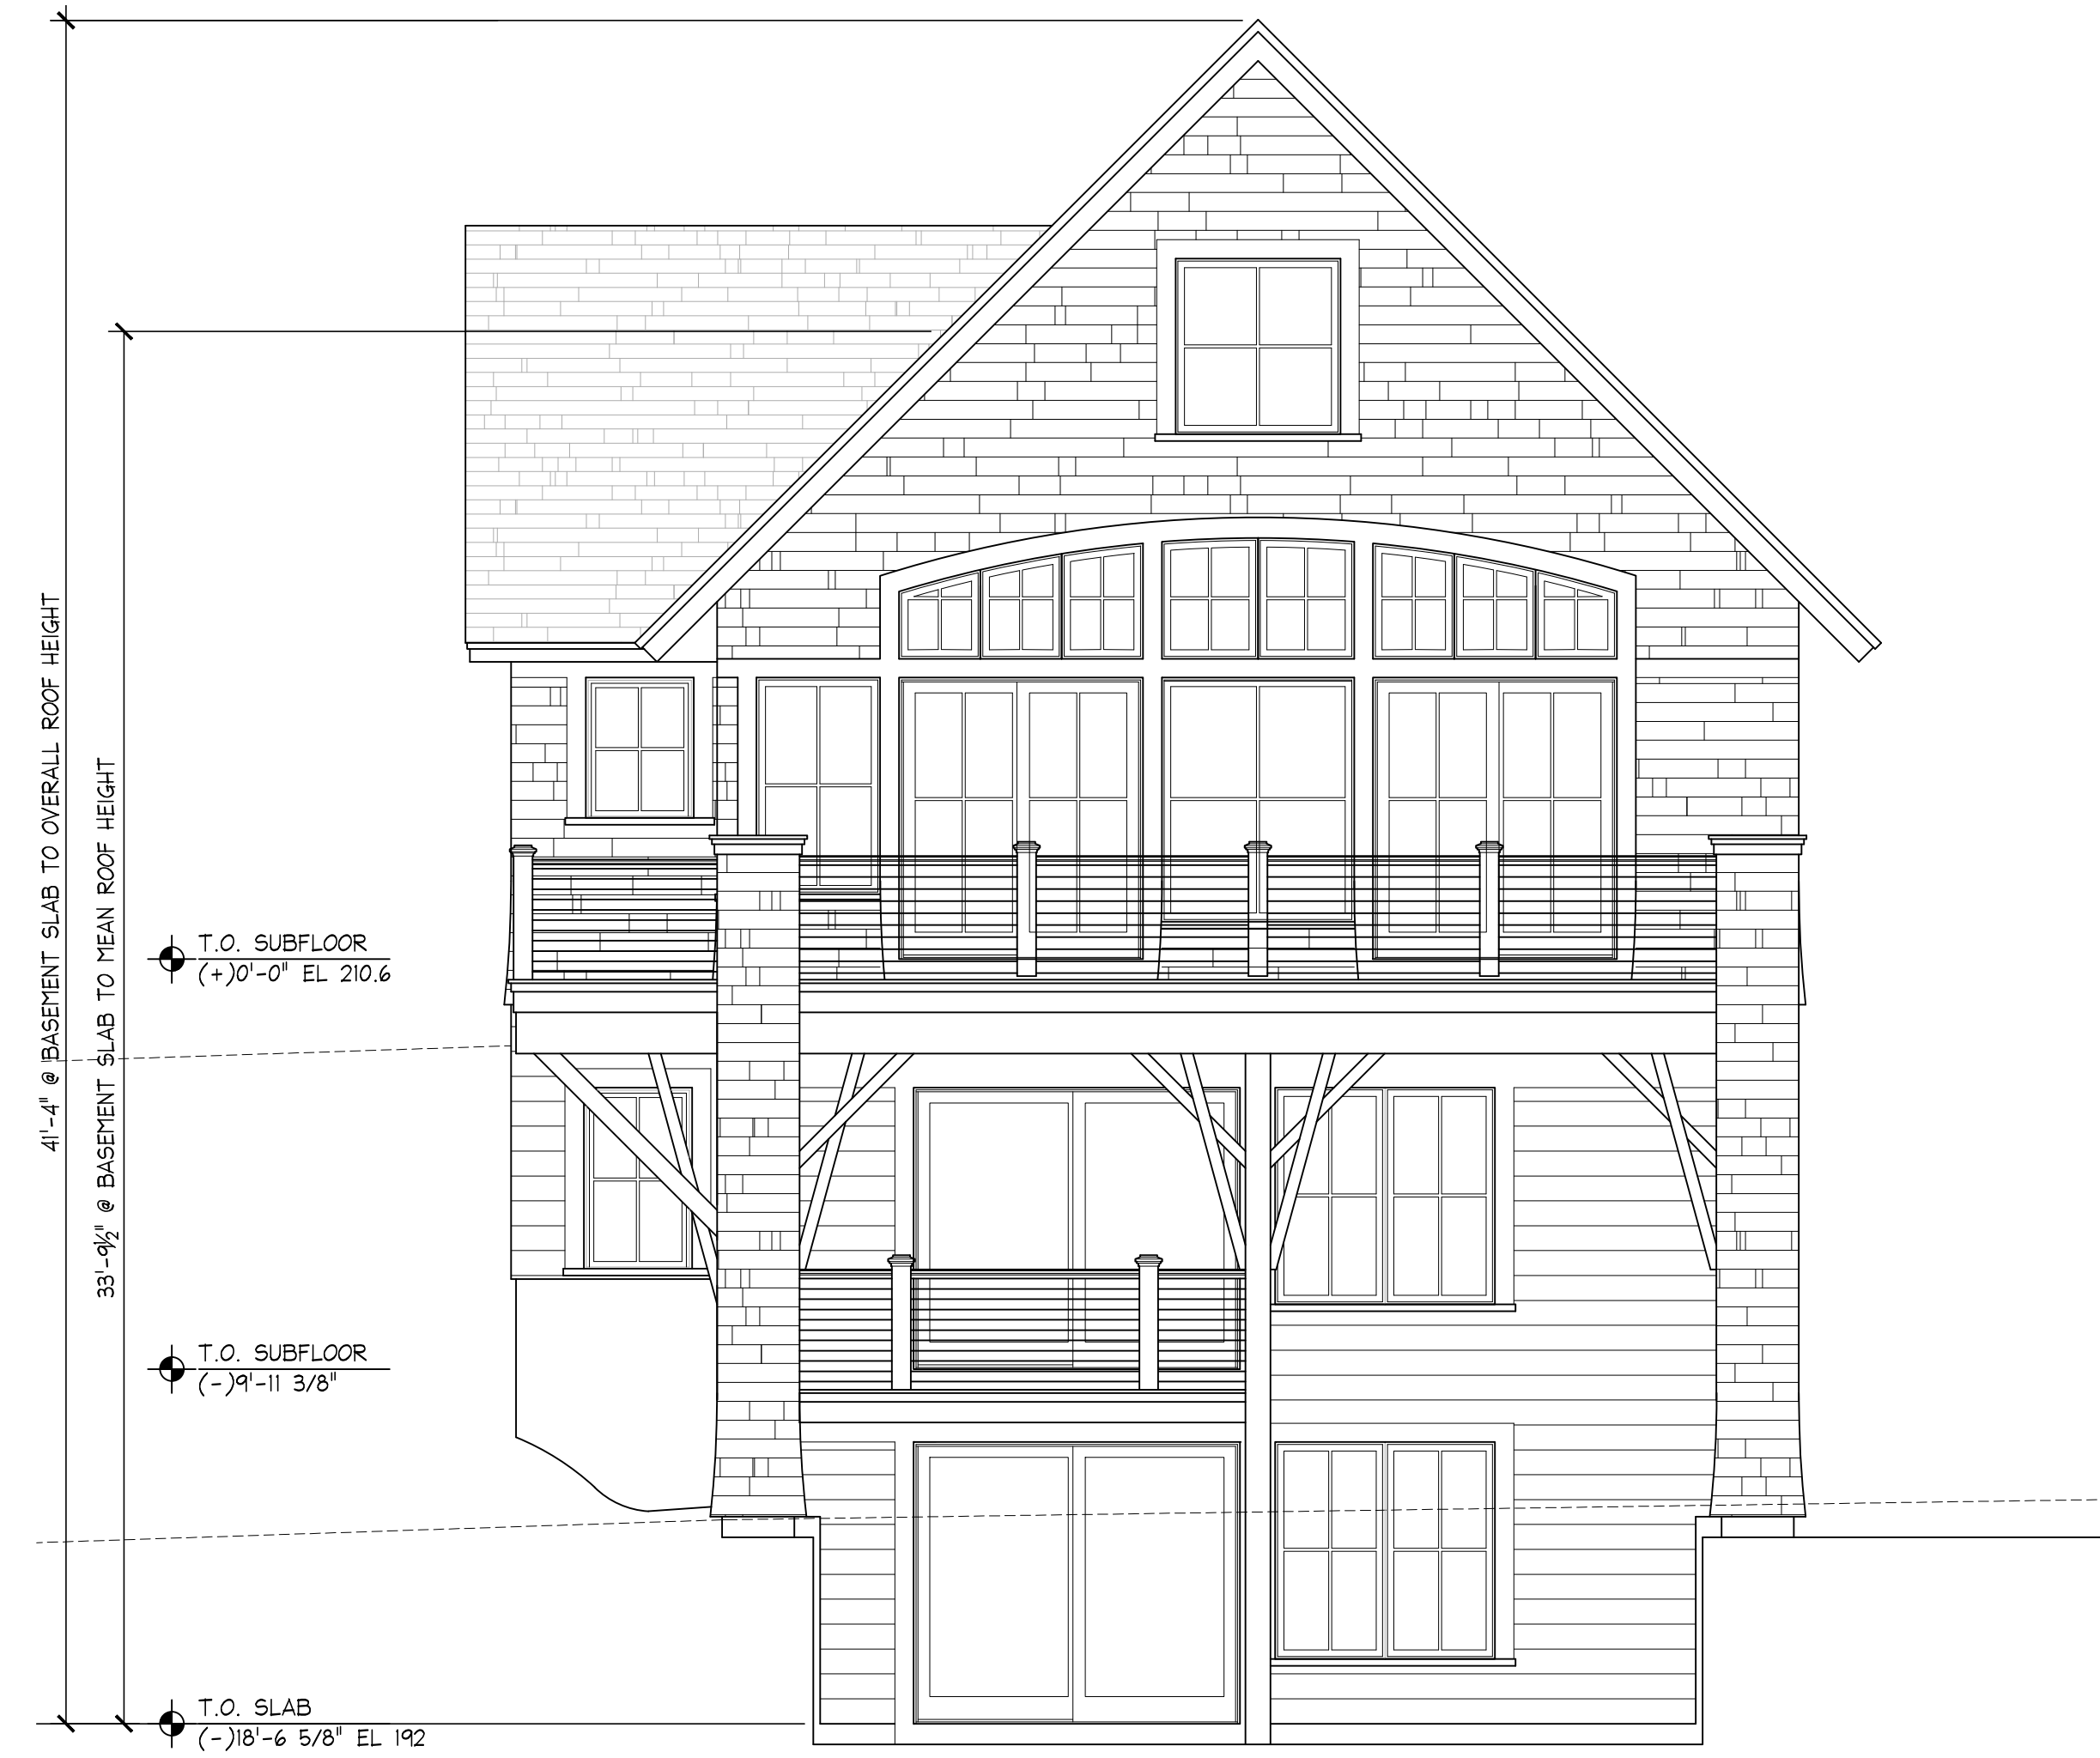 41'-4" @ BASEMENT SLAB TO OVERALL ROOF HEIGHT
33'-9½" @ BASEMENT SLAB TO MEAN ROOF HEIGHT
T.O. SUBFLOOR
(+)0'-0" EL 210.6
T.O. SUBFLOOR
(-)9'-11 3/8"
T.O. SLAB
(-)18'-6 5/8" EL 192